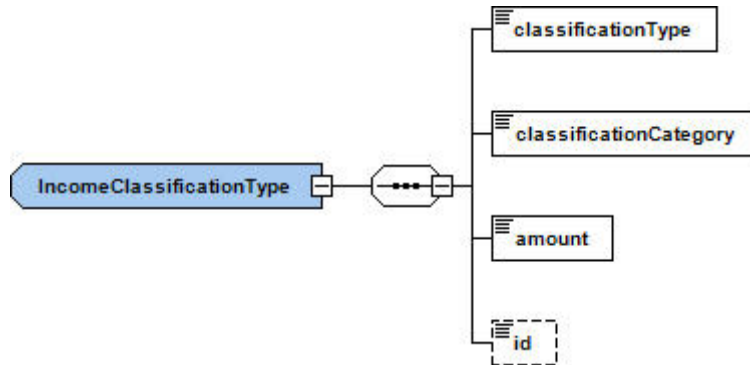 classificationType
classificationCategory
IncomeClassificationType
amount
id